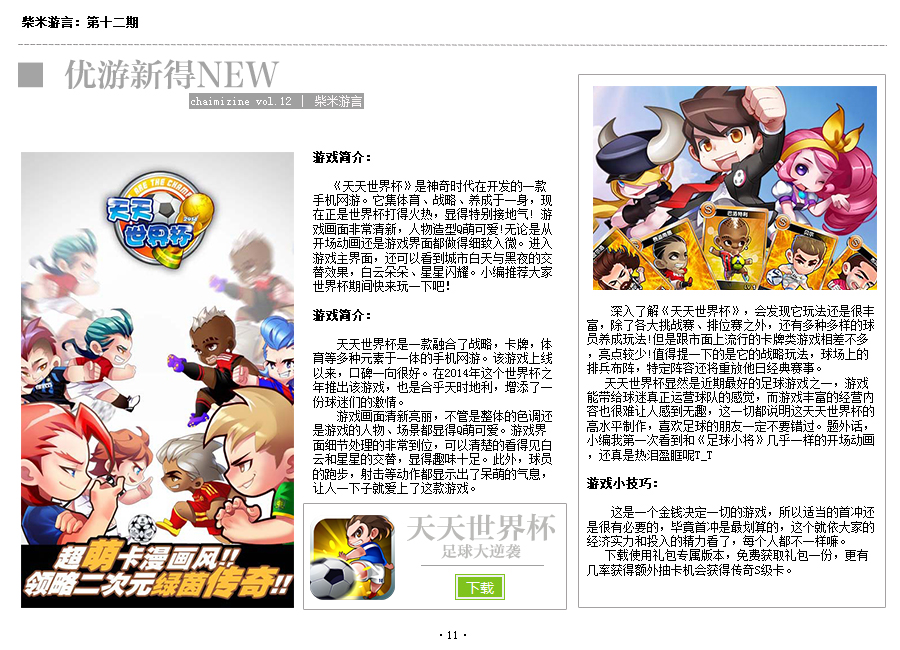 柴米游言：第十二期
优游新得NEW
chaimizine vol.12 | 柴米游言
ARE THE CHAMP
天天
2014
世界杯
超萌卡漫画风!!
领略二次元绿茵传奇!!
游戏简介：
《天天世界杯》是神奇时代在开发的一款
手机网游。它集体育、战略、养成于一身，现
在正是世界杯打得火热，显得特别接地气！游
戏画面非常清新，人物造型Q萌可爱!无论是从
开场动画还是游戏界面都做得细致入微。进入
游戏主界面，还可以看到城市白天与黑夜的交
替效果，白云朵朵、星星闪耀。小编推荐大家
世界杯期间快来玩一下吧！
游戏简介：
天天世界杯是一款融合了战略，卡牌，体
育等多种元素于一体的手机网游。该游戏上线
以来，口碑一向很好。在2014年这个世界杯之
年推出该游戏，也是合乎天时地利，增添了一
份球迷们的激情。
游戏画面清新亮丽，不管是整体的色调还
是游戏的人物、场景都显得Q萌可爱。游戏界
面细节处理的非常到位，可以清楚的看得见白
云和星星的交替，显得趣味十足。此外，球员
的跑步，射击等动作都显示出了呆萌的气息，
让人一下子就爱上了这款游戏。
天天世界杯
足球大逆袭
下载
巴洛特利
贝尔
深入了解《天天世界杯》，会发现它玩法还是很丰
富，除了各大挑战赛、排位赛之外，还有多种多样的球
员养成玩法!但是跟市面上流行的卡牌类游戏相差不多
，亮点较少!值得提一下的是它的战略玩法，球场上的
排兵布阵，特定阵容还将重放他日经典赛事。
天天世界杯显然是近期最好的足球游戏之一，游戏
能带给球迷真正运营球队的感觉，而游戏丰富的经营内
容也很难让人感到无趣，这一切都说明这天天世界杯的
高水平制作，喜欢足球的朋友一定不要错过。题外话，
小编我第一次看到和《足球小将》几乎一样的开场动画
，还真是热泪盈眶呢T_T
游戏小技巧：
这是一个金钱决定一切的游戏，所以适当的首冲还
是很有必要的，毕竟首冲是最划算的，这个就依大家的
经济实力和投入的精力看了，每个人都不一样嘛。
下载使用礼包专属版本，免费获取礼包一份，更有
几率获得额外抽卡机会获得传奇S级卡。
· 11 ·